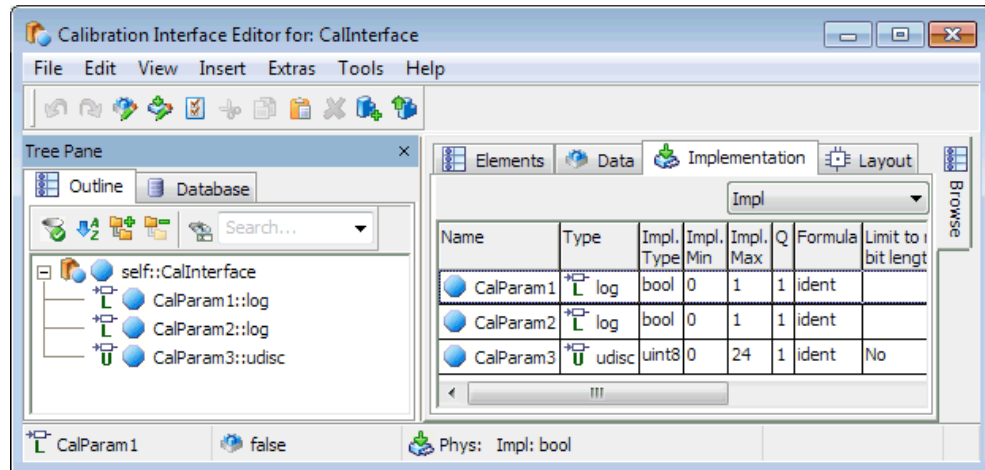 Calibration Interface Editor for: CalInterface
File Edit View Insert Extras Tools Help
Tree Pane
Outline Database
Search...
self::CalInterface
CalParam1::log
CalParam2::log
CalParam3::udisc
Elements Data Implementation Layout
Browse
Impl
Name Type Impl. Type Impl. Min Impl. Max Q Formula Limit to bit lengt
CalParam1 L log bool 0 1 1 ident
CalParam2 L log bool 0 1 1 ident
CalParam3 U udisc uint8 0 24 1 ident No
CalParam1 false Phys: Impl: bool